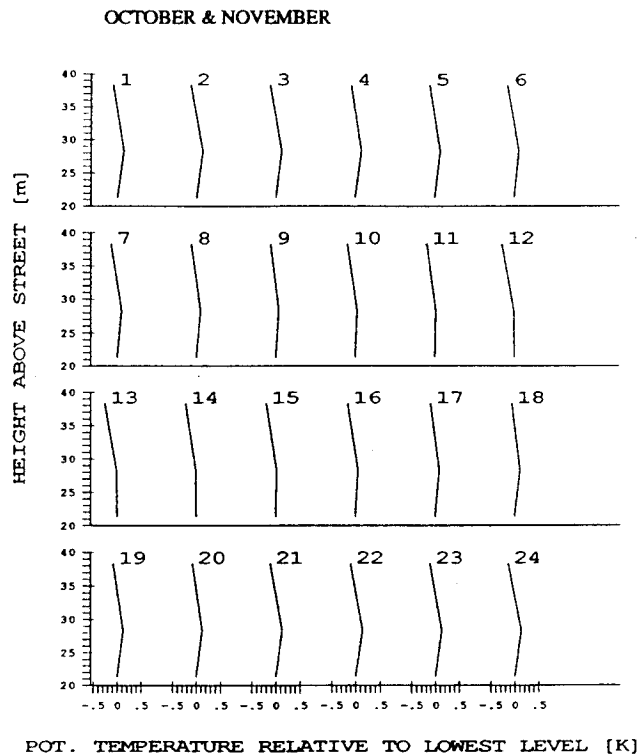 OCTOBER & NOVEMBER
HEIGHT ABOVE STREET [m]
40 1 2 3 4 5 6
35
30
25
20
40 7 8 9 10 11 12
35
30
25
20
40 13 14 15 16 17 18
35
30
25
20
40 19 20 21 22 23 24
35
30
25
20
-.5 0 .5 -.5 0 .5 -.5 0 .5 -.5 0 .5 -.5 0 .5 -.5 0 .5
POT. TEMPERATURE RELATIVE TO LOWEST LEVEL [K]